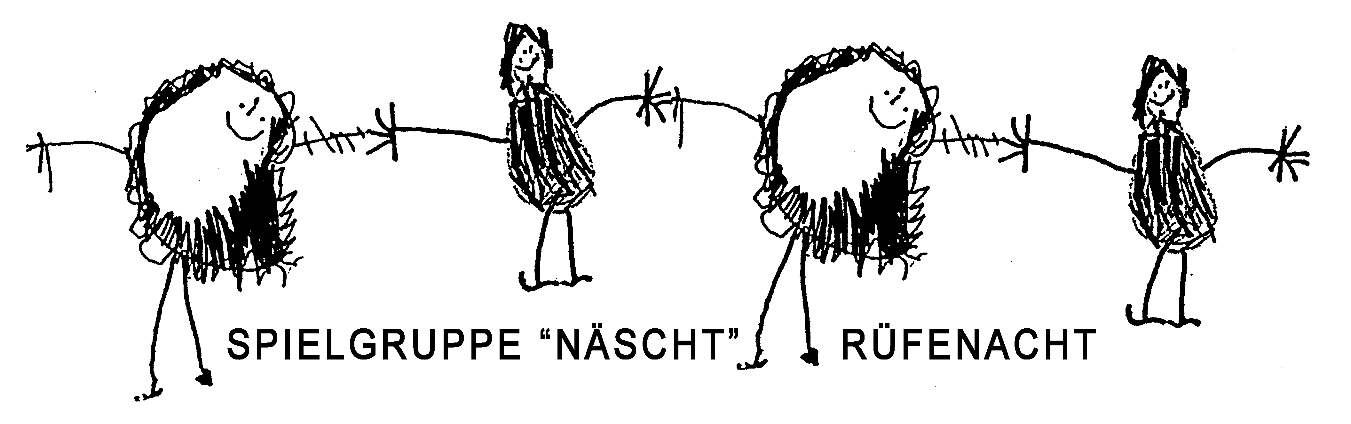 SPIELGRUPPE “NÄSCHT” RÜFENACHT